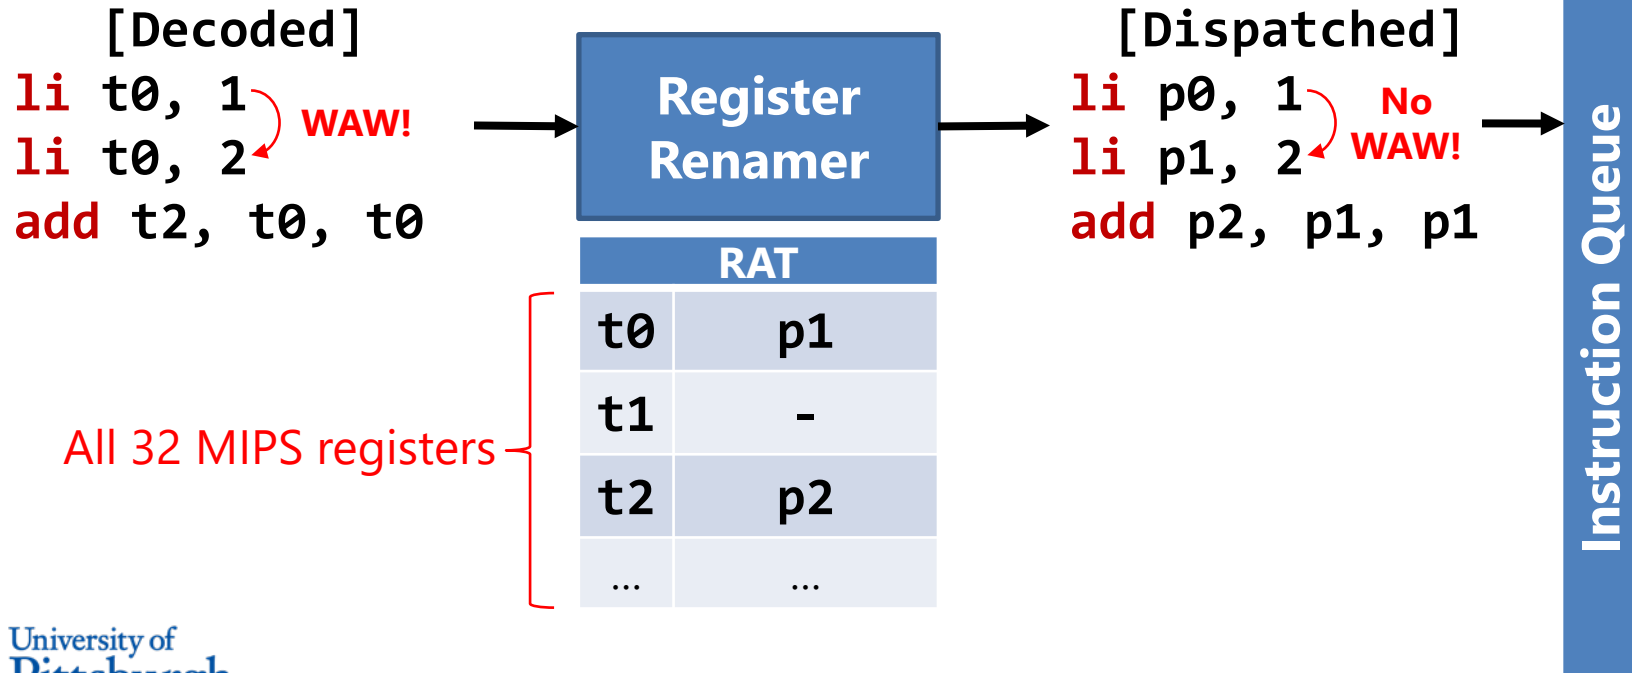 [Decoded]
li t0, 1
li t0, 2
add t2, t0, t0
WAW!
Register
Renamer
[Dispatched]
li p0, 1
li p1, 2
add p2, p1, p1
No
WAW!
Instruction Queue
RAT
t0 p1
t1 -
t2 p2
... ...
All 32 MIPS registers
University of